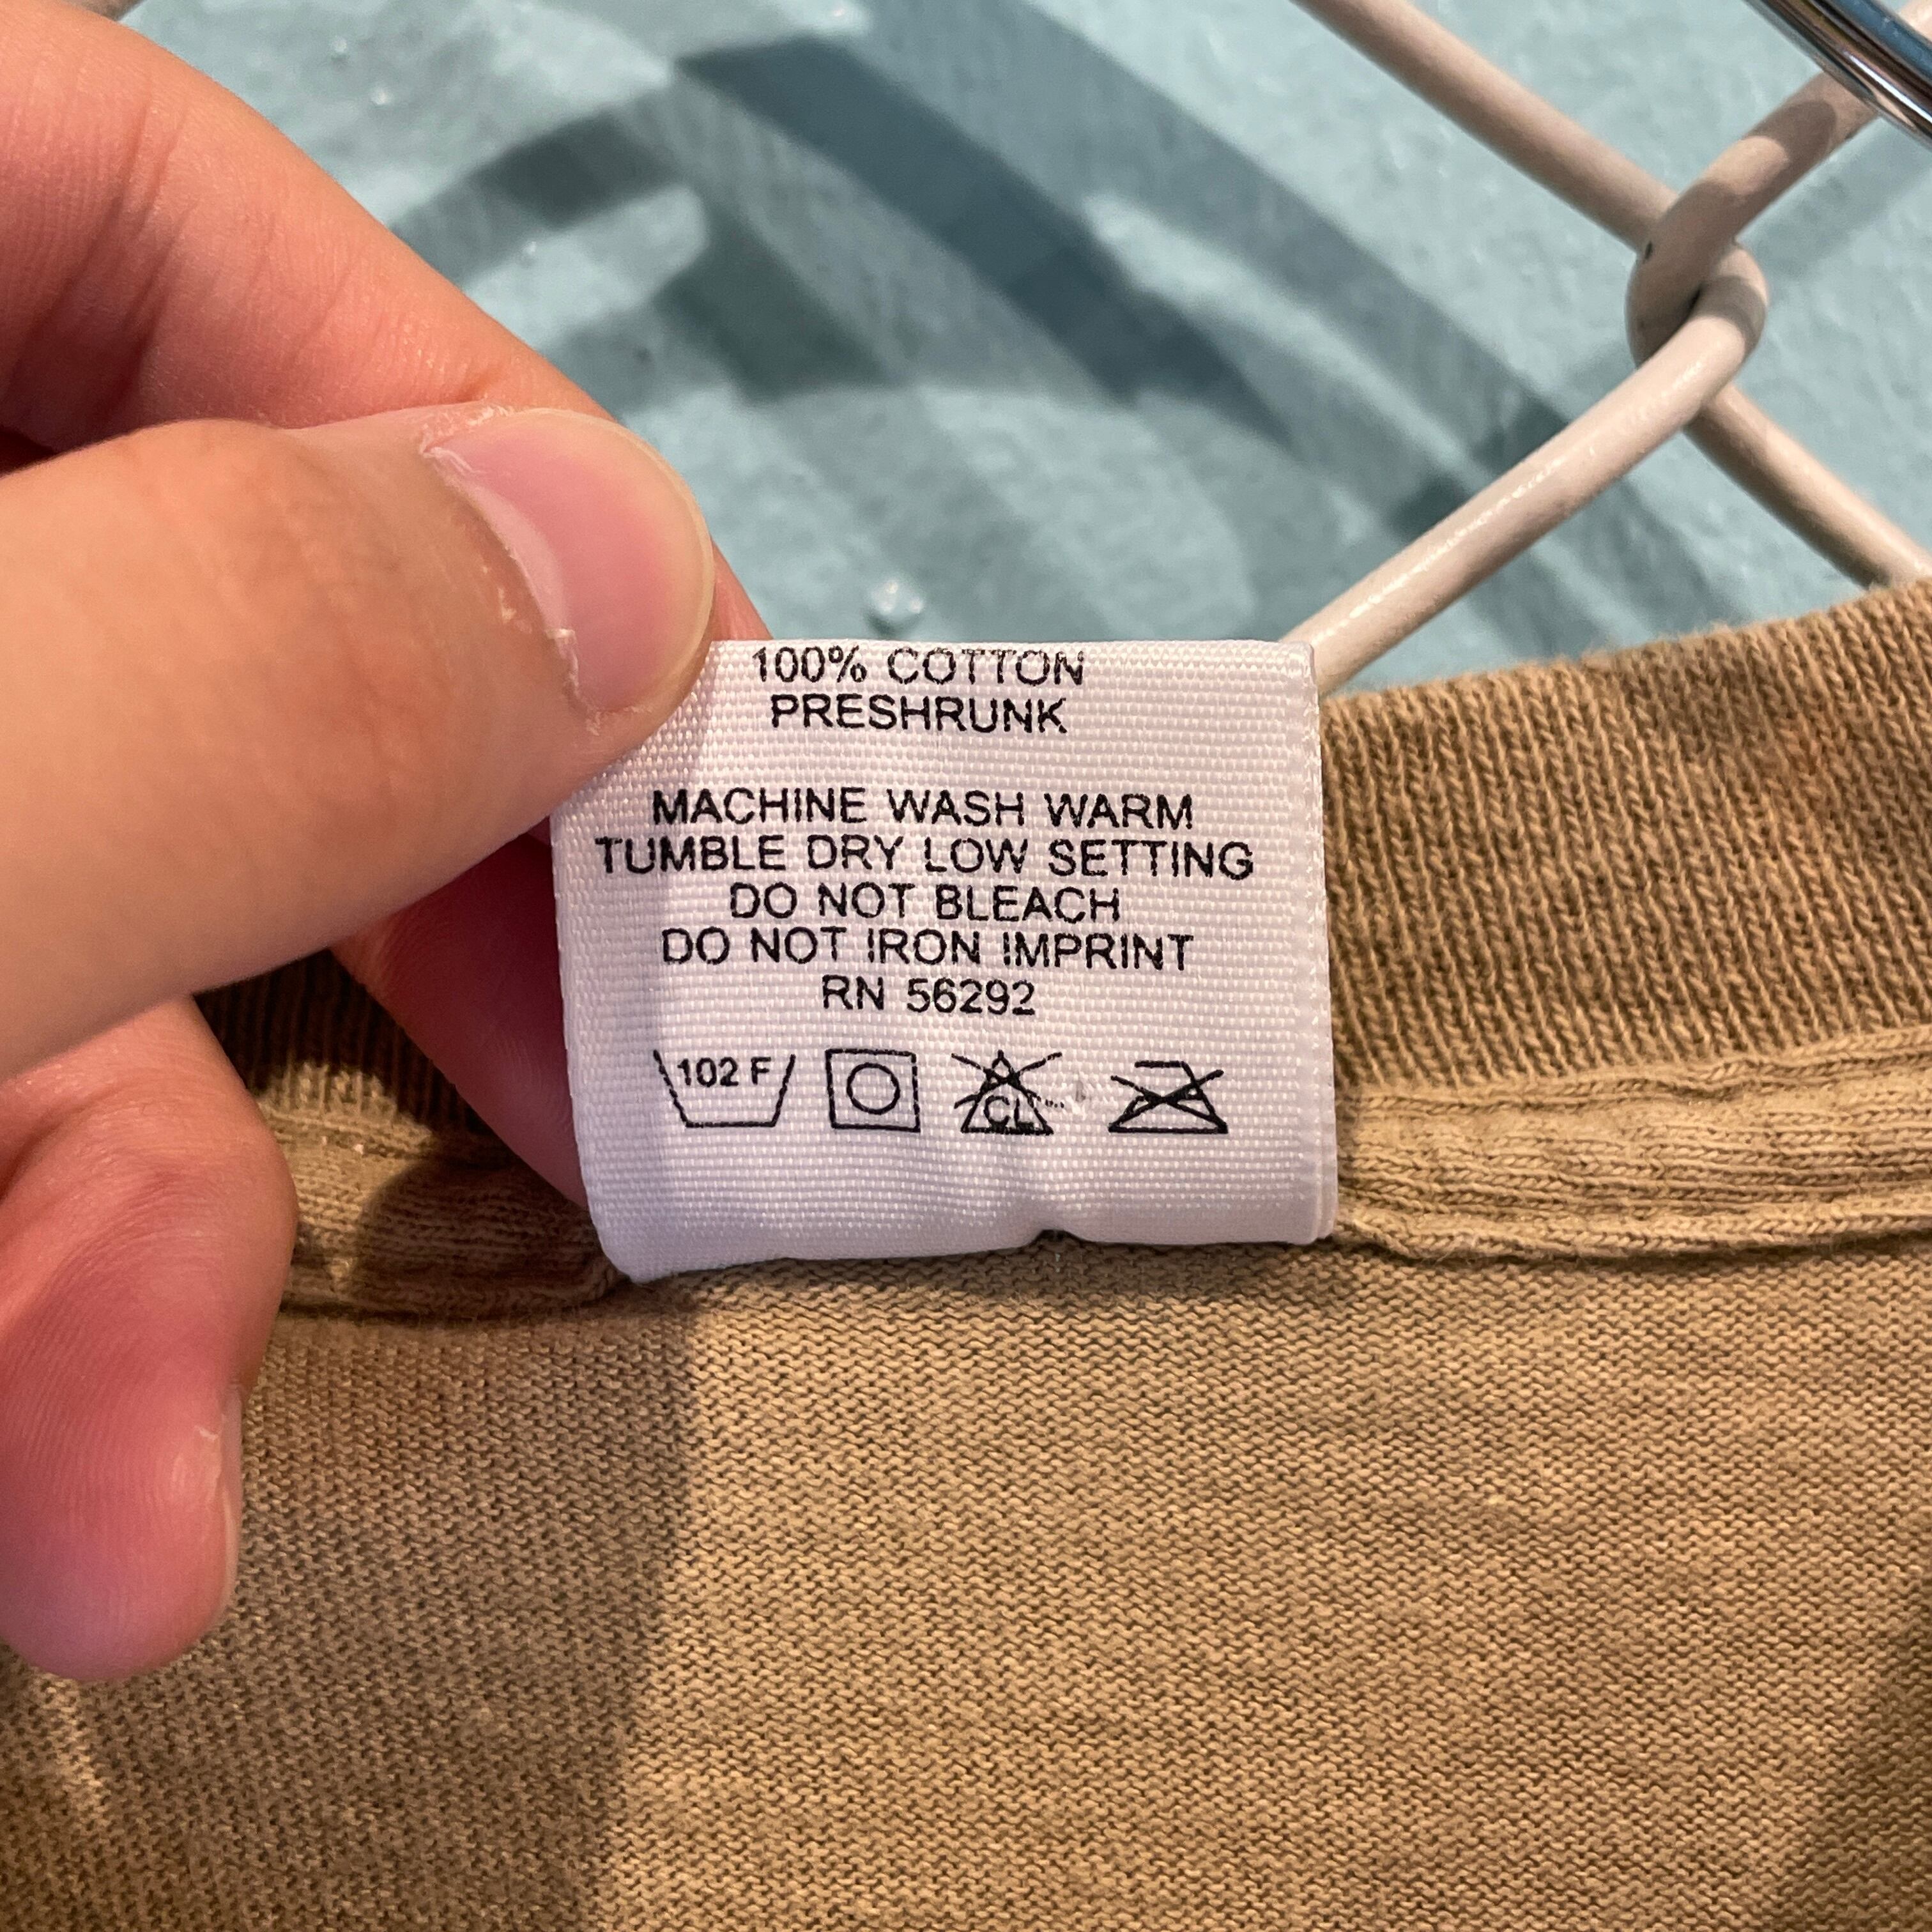 100% COTTON
PRESHRUNK
MACHINE WASH WARM
TUMBLE DRY LOW SETTING
DO NOT BLEACH
DO NOT IRON IMPRINT
RN 56292
102 F CL